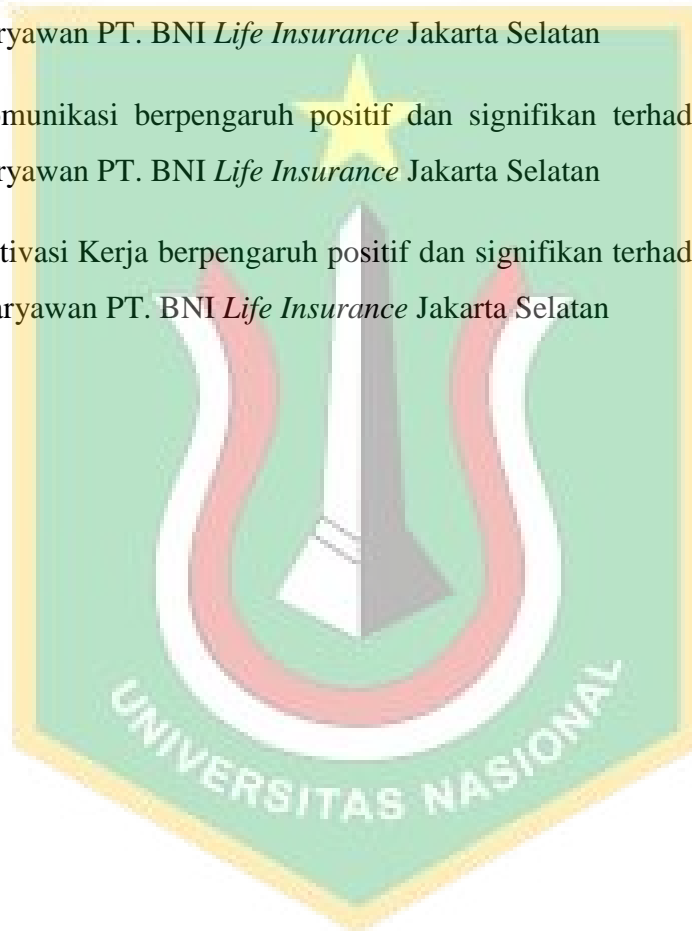 ryawan PT. BNI Life Insurance Jakarta Selatan
omunikasi berpengaruh positif dan signifikan terhad
ryawan PT. BNI Life Insurance Jakarta Selatan
tivasi Kerja berpengaruh positif dan signifikan terhad
aryawan PT. BNI Life Insurance Jakarta Selatan
UNIVERSITAS NASIONAL